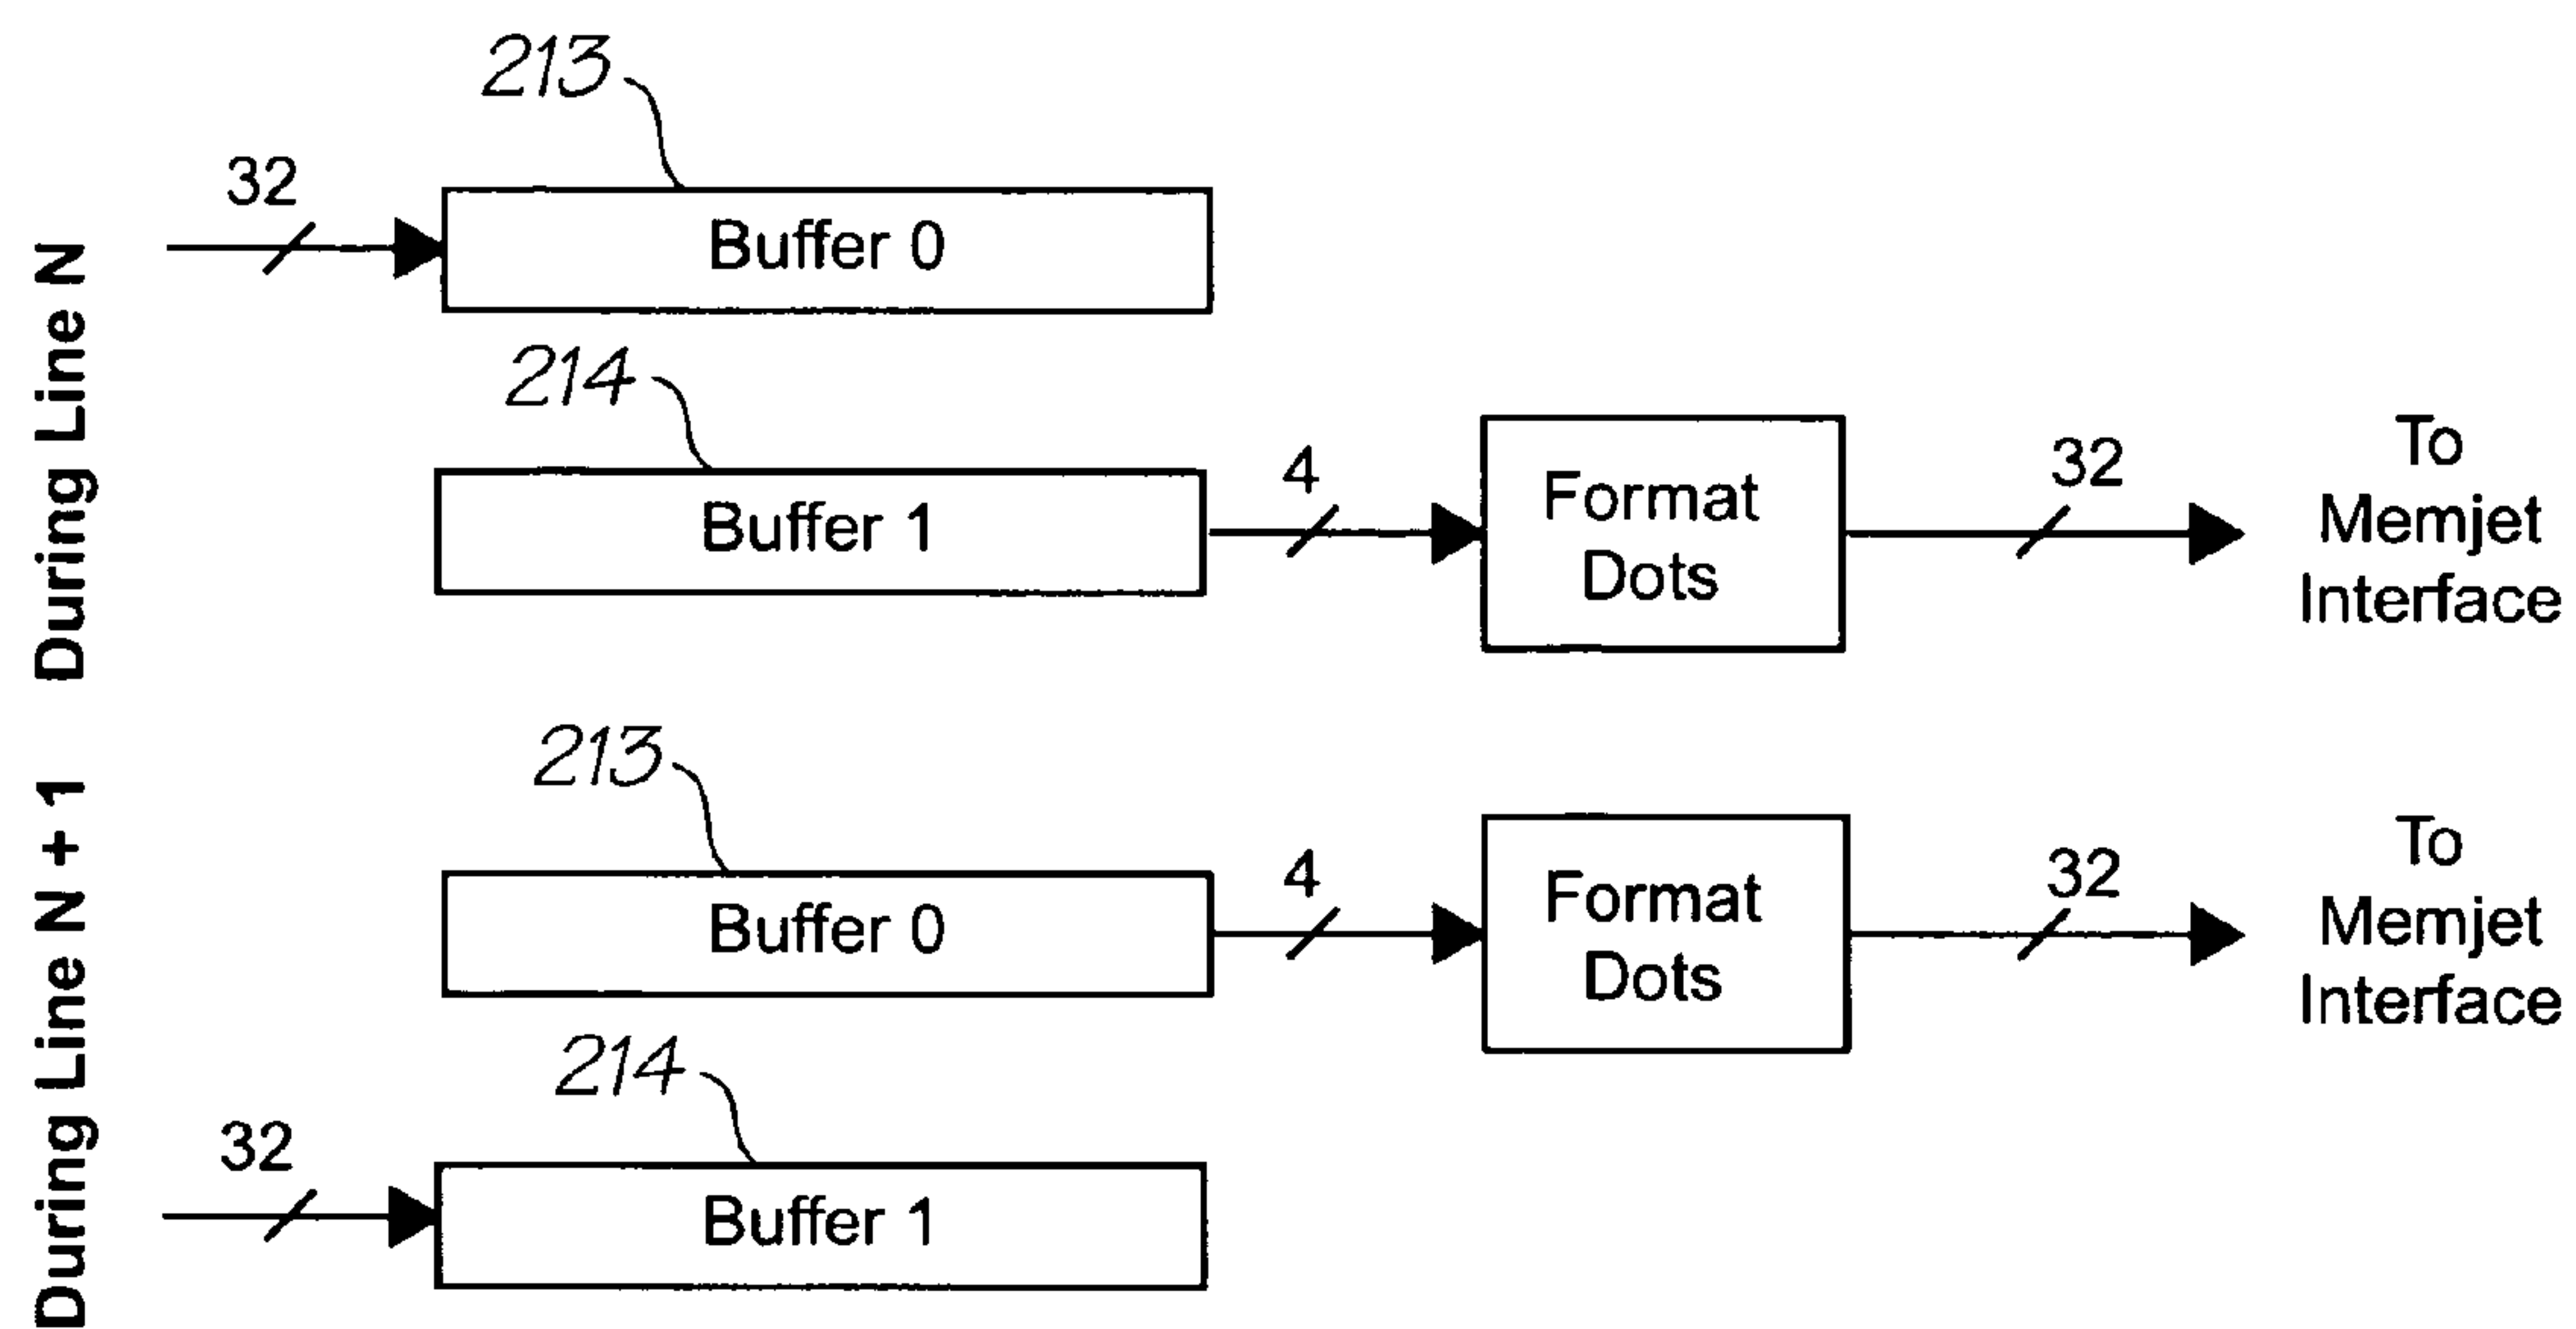 During Line N
213
32
Buffer 0
214
Buffer 1
4
Format
Dots
32
To
Memjet
Interface
During Line N + 1
213
Buffer 0
4
Format
Dots
32
To
Memjet
Interface
214
32
Buffer 1